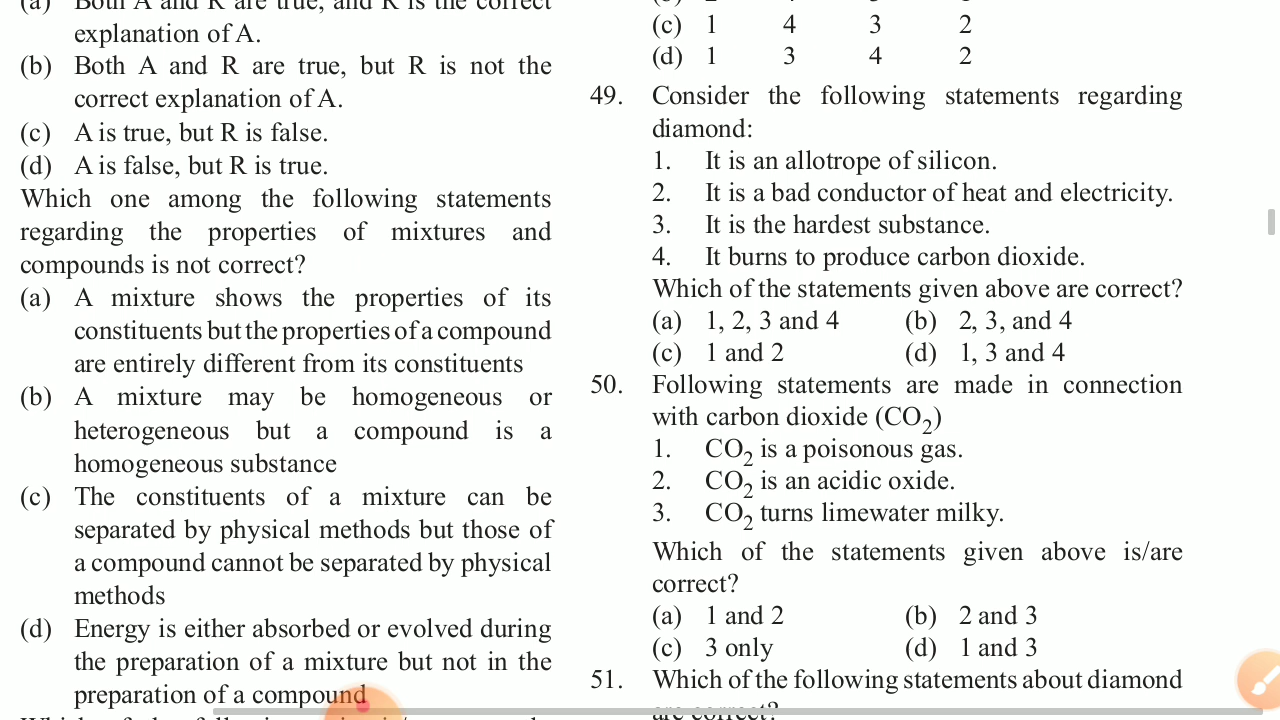 (a) Both A and R are true, and R is the correct
explanation of A.
(b) Both A and R are true, but R is not the
correct explanation of A.
(c) A is true, but R is false.
(d) A is false, but R is true.
Which one among the following statements
regarding the properties of mixtures and
compounds is not correct?
(a) A mixture shows the properties of its
constituents but the properties of a compound
are entirely different from its constituents
(b) A mixture may be homogeneous or
heterogeneous but a compound is a
homogeneous substance
(c) The constituents of a mixture can be
separated by physical methods but those of
a compound cannot be separated by physical
methods
(d) Energy is either absorbed or evolved during
the preparation of a mixture but not in the
preparation of a compound
(c) 1 4 3 2
(d) 1 3 4 2
49. Consider the following statements regarding
diamond:
1. It is an allotrope of silicon.
2. It is a bad conductor of heat and electricity.
3. It is the hardest substance.
4. It burns to produce carbon dioxide.
Which of the statements given above are correct?
(a) 1, 2, 3 and 4 (b) 2, 3, and 4
(c) 1 and 2 (d) 1, 3 and 4
50. Following statements are made in connection
with carbon dioxide (CO₂)
1. CO₂ is a poisonous gas.
2. CO₂ is an acidic oxide.
3. CO₂ turns limewater milky.
Which of the statements given above is/are
correct?
(a) 1 and 2 (b) 2 and 3
(c) 3 only (d) 1 and 3
51. Which of the following statements about diamond
are correct?